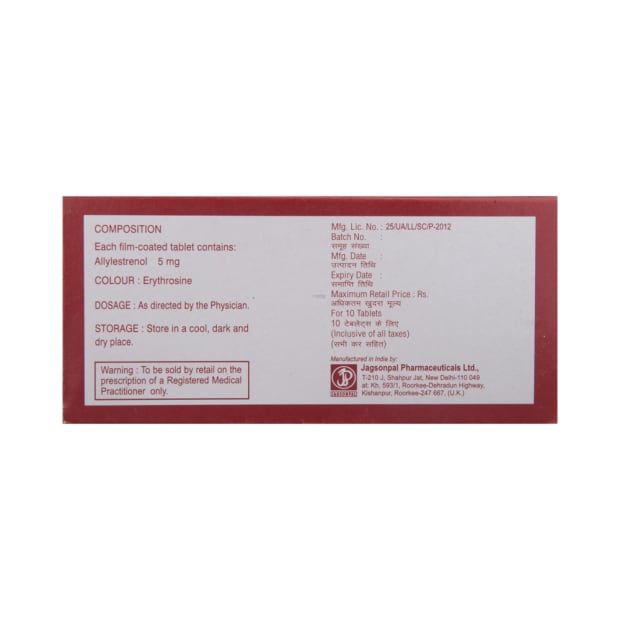 COMPOSITION
Each film-coated tablet contains:
Allylestrenol 5 mg
COLOUR : Erythrosine
DOSAGE : As directed by the Physician.
STORAGE : Store in a cool, dark and
dry place.
Warning : To be sold by retail on the
prescription of a Registered Medical
Practitioner only.
Mfg. Lic. No. : 25/UA/LL/SC/P-2012
Batch No. :
समूह संख्या
Mfg. Date :
उत्पादन तिथि
Expiry Date :
समाप्ति तिथि
Maximum Retail Price : Rs.
अधिकतम खुदरा मूल्य
For 10 Tablets
10 टेबलेट्स के लिए
(Inclusive of all taxes)
(सभी कर सहित)
Manufactured in India by:
Jagsonpal Pharmaceuticals Ltd.,
T-210 J, Shahpur Jat, New Delhi-110 049
at: Kh. 593/1, Roorkee-Dehradun Highway,
Kishanpur, Roorkee-247 667, (U.K.)
JAGSONPAL